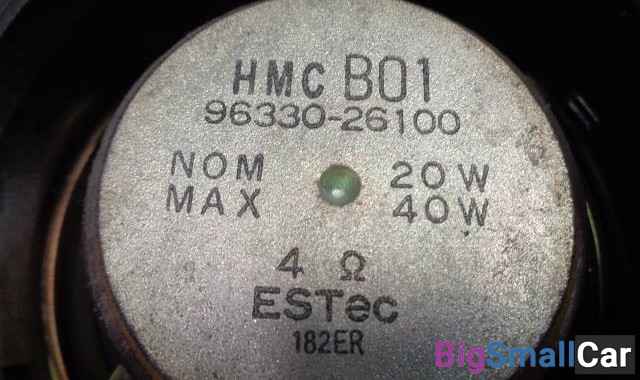 HMC B01
96330-26100
NOM 20W
MAX 40W
4 Ω
ESTec
182ER
BigSmallCar